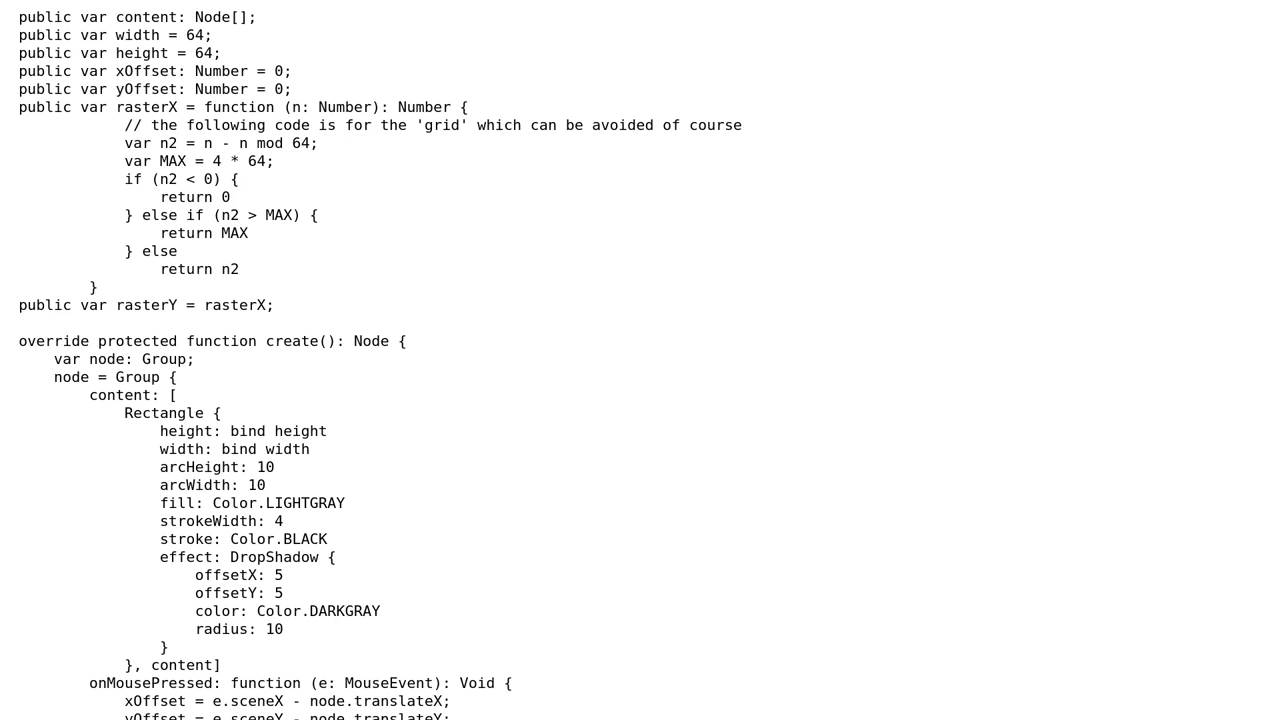 public var content: Node[];
public var width = 64;
public var height = 64;
public var xOffset: Number = 0;
public var yOffset: Number = 0;
public var rasterX = function (n: Number): Number {
            // the following code is for the 'grid' which can be avoided of course
            var n2 = n - n mod 64;
            var MAX = 4 * 64;
            if (n2 < 0) {
                return 0
            } else if (n2 > MAX) {
                return MAX
            } else
                return n2
        }
public var rasterY = rasterX;

override protected function create(): Node {
    var node: Group;
    node = Group {
        content: [
            Rectangle {
                height: bind height
                width: bind width
                arcHeight: 10
                arcWidth: 10
                fill: Color.LIGHTGRAY
                strokeWidth: 4
                stroke: Color.BLACK
                effect: DropShadow {
                    offsetX: 5
                    offsetY: 5
                    color: Color.DARKGRAY
                    radius: 10
                }
            }, content]
        onMousePressed: function (e: MouseEvent): Void {
            xOffset = e.sceneX - node.translateX;
            yOffset = e.sceneY - node.translateY;